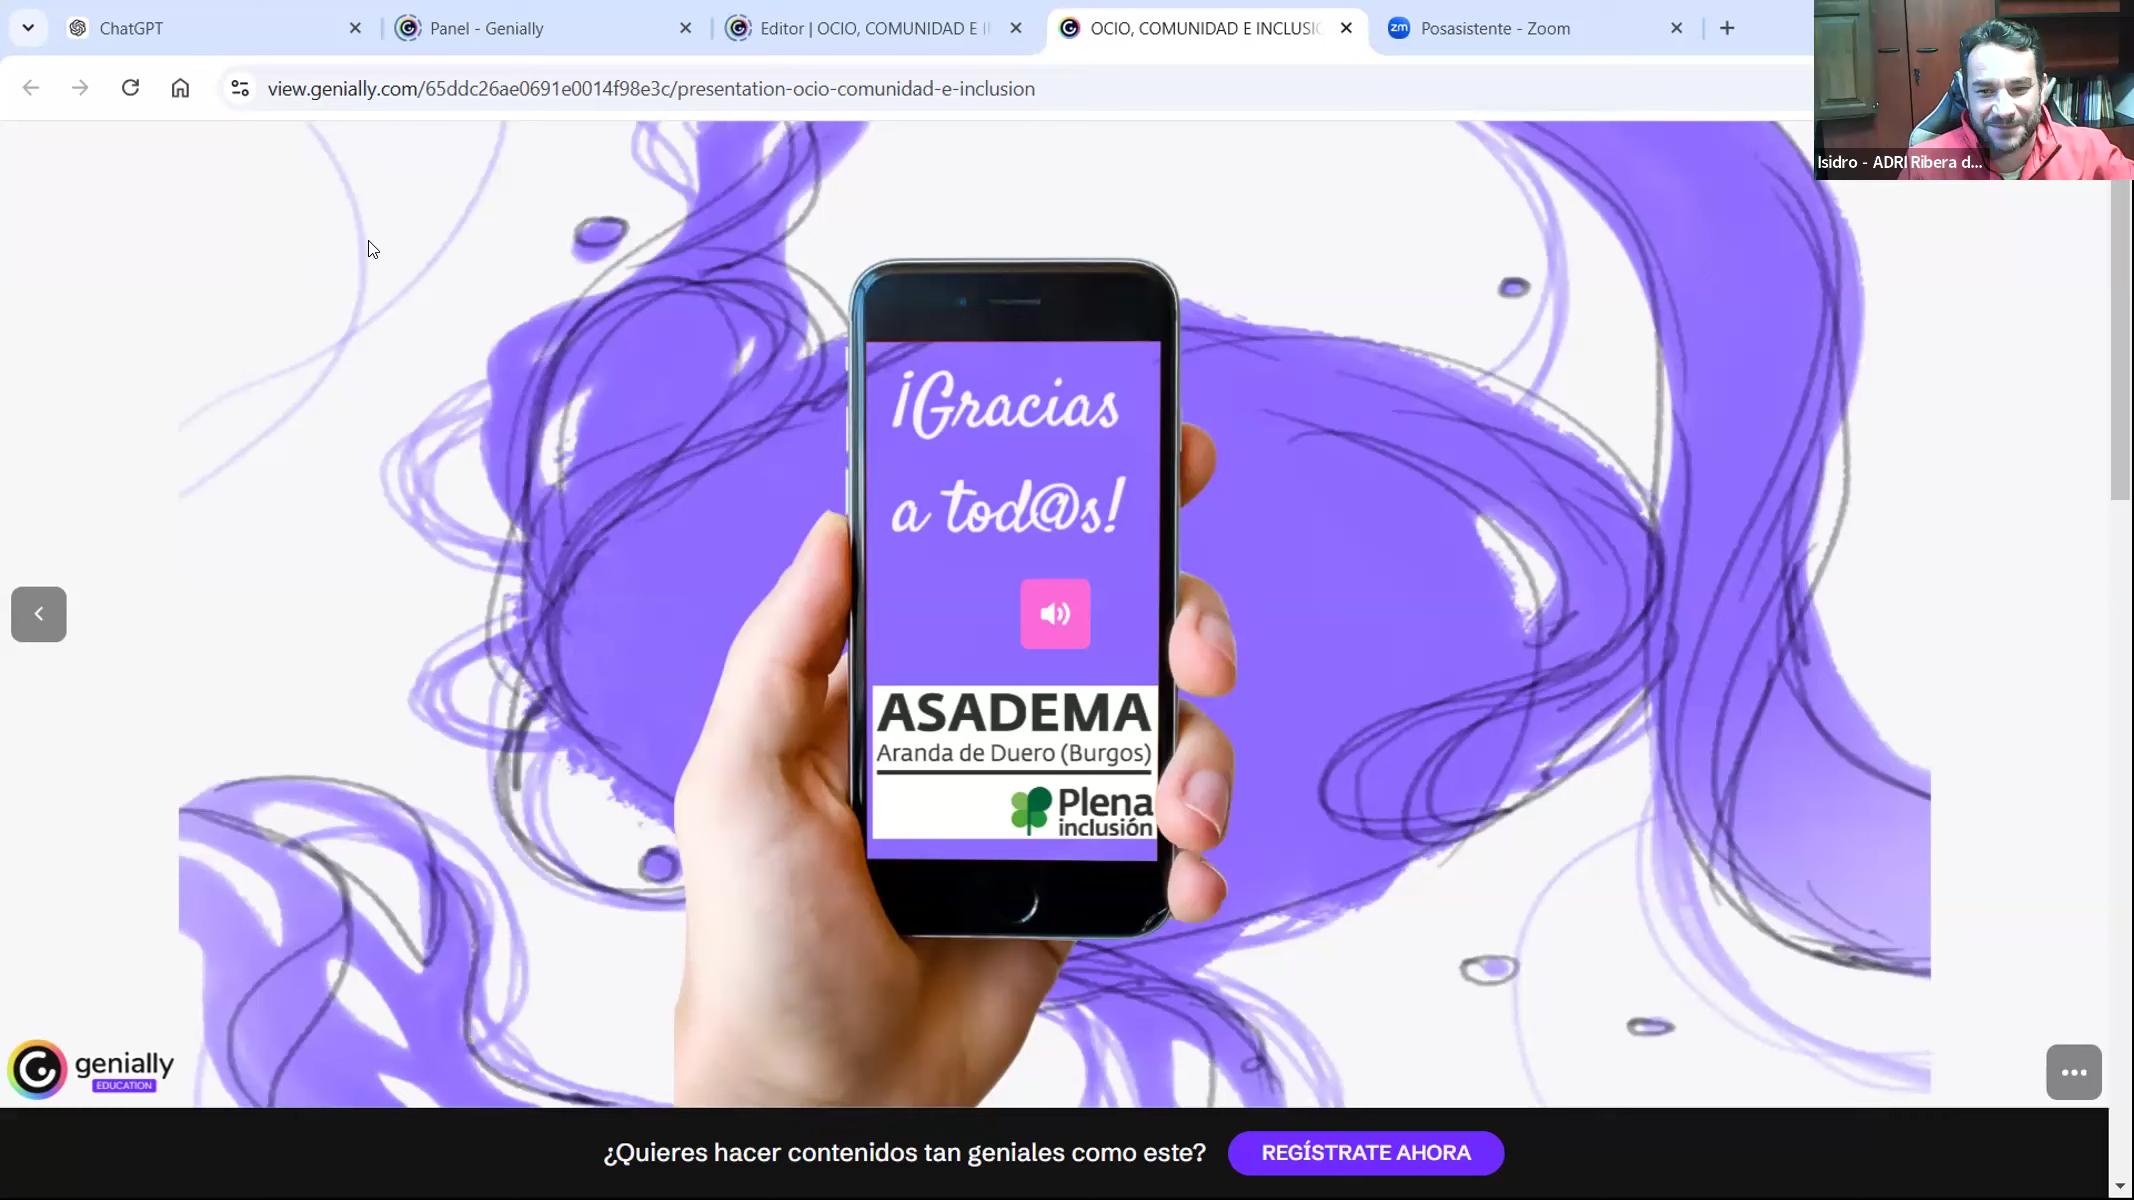 ChatGPT
Panel - Genially
Editor | OCIO, COMUNIDAD E I
OCIO, COMUNIDAD E INCLUSI
zm
Posasistente - Zoom
view.genially.com/65ddc26ae0691e0014f98e3c/presentation-ocio-comunidad-e-inclusion
Isidro - ADRI Ribera d...
¡Gracias
a tod@s!
ASADEMA
Aranda de Duero (Burgos)
Plena
inclusión
genially
EDUCATION
¿Quieres hacer contenidos tan geniales como este?
REGÍSTRATE AHORA